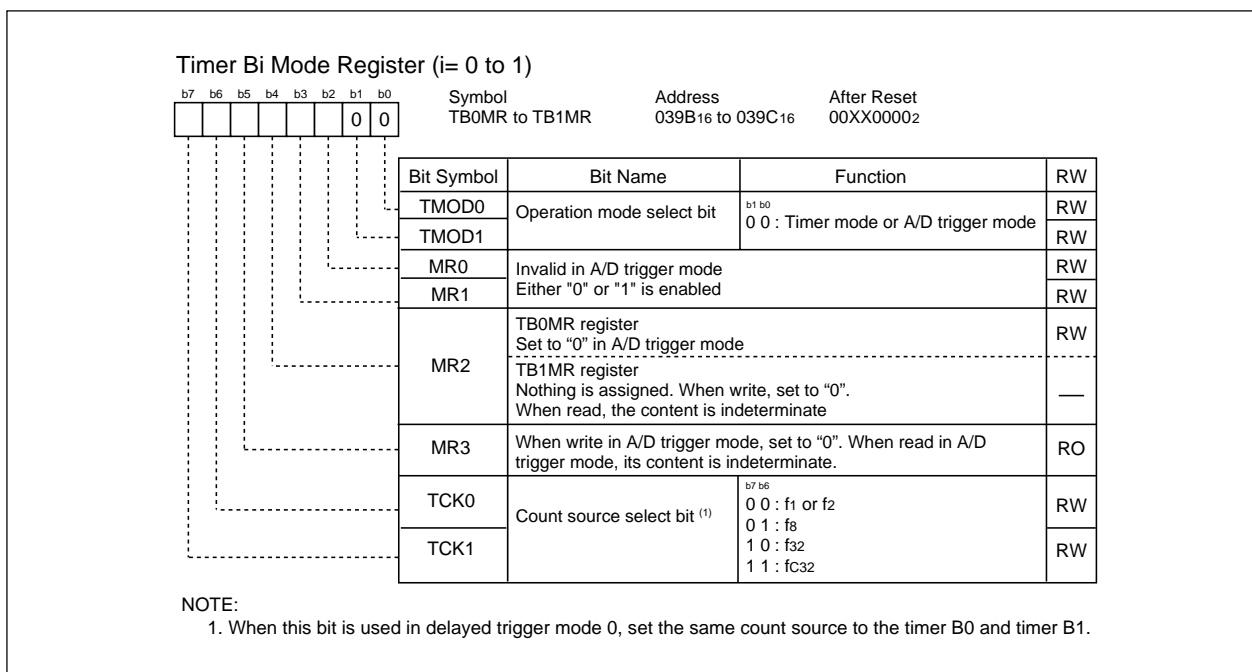 Timer Bi Mode Register (i= 0 to 1)
b7 b6 b5 b4 b3 b2 b1 b0
0 0
Symbol Address After Reset
TB0MR to TB1MR 039B16 to 039C16 00XX00002
Bit Symbol Bit Name Function RW
TMOD0 Operation mode select bit b1 b0 RW
0 0 : Timer mode or A/D trigger mode
TMOD1 RW
MR0 Invalid in A/D trigger mode RW
MR1 Either "0" or "1" is enabled RW
MR2 TB0MR register RW
Set to “0” in A/D trigger mode
TB1MR register
Nothing is assigned. When write, set to “0”. —
When read, the content is indeterminate
MR3 When write in A/D trigger mode, set to “0”. When read in A/D RO
trigger mode, its content is indeterminate.
TCK0 Count source select bit (1) b7 b6 RW
0 0 : f1 or f2
0 1 : f8
TCK1 1 0 : f32 RW
1 1 : fC32
NOTE:
1. When this bit is used in delayed trigger mode 0, set the same count source to the timer B0 and timer B1.